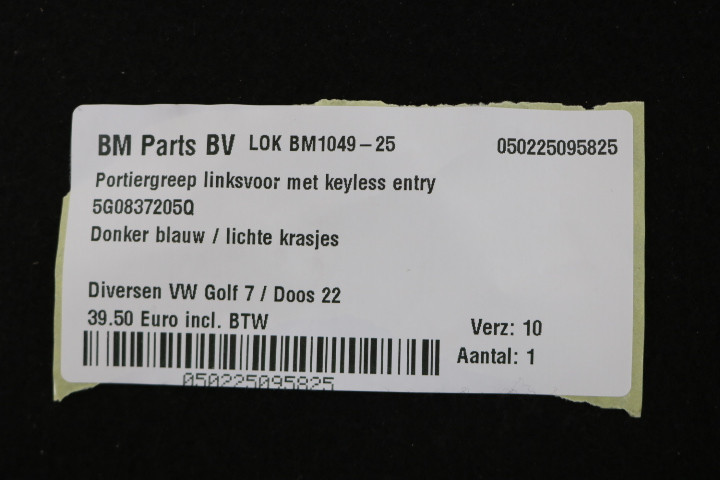 BM Parts BV LOK BM1049-25 050225095825
Portiergreep linksvoor met keyless entry
5G0837205Q
Donker blauw / lichte krasjes
Diversen VW Golf 7 / Doos 22
39.50 Euro incl. BTW
Verz: 10
Aantal: 1
050225095825